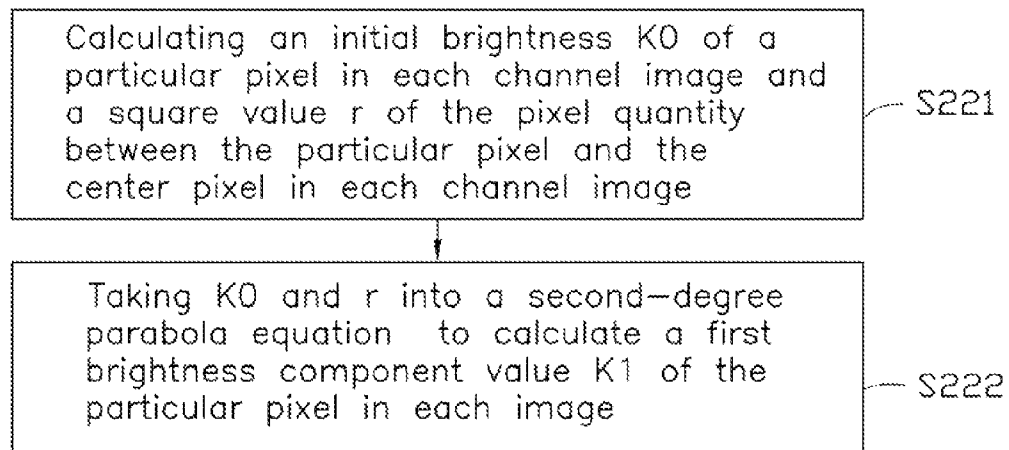 Calculating an initial brightness K0 of a
particular pixel in each channel image and
a square value r of the pixel quantity
between the particular pixel and the
center pixel in each channel image
S221
Taking K0 and r into a second-degree
parabola equation to calculate a first
brightness component value K1 of the
particular pixel in each image
S222